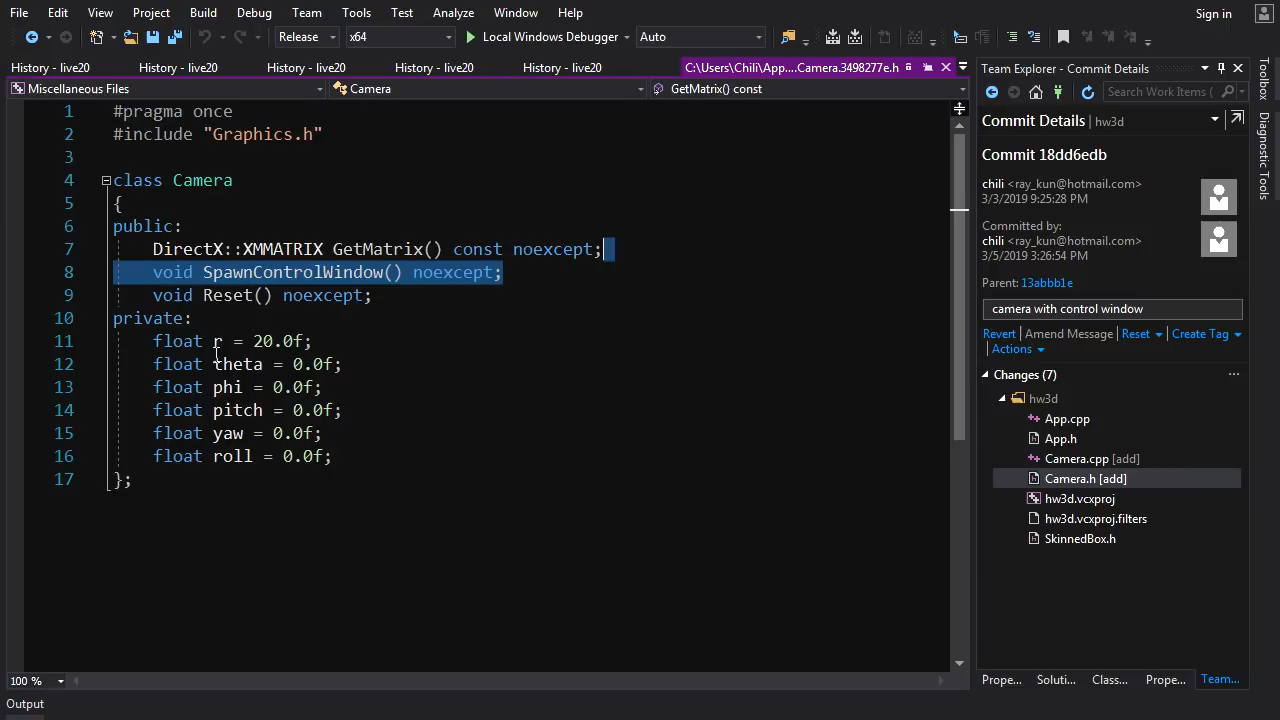 File Edit View Project Build Debug Team Tools Test Analyze Window Help
Sign in
Release x64 Local Windows Debugger Auto
History - live20 History - live20 History - live20 History - live20 History - live20 C:\Users\Chili\App....Camera.3498277e.h
Miscellaneous Files Camera GetMatrix() const
1 #pragma once
2 #include "Graphics.h"
3
4 class Camera
5 {
6 public:
7 DirectX::XMMATRIX GetMatrix() const noexcept;
8 void SpawnControlWindow() noexcept;
9 void Reset() noexcept;
10 private:
11 float r = 20.0f;
12 float theta = 0.0f;
13 float phi = 0.0f;
14 float pitch = 0.0f;
15 float yaw = 0.0f;
16 float roll = 0.0f;
17 };
100 %
Output
Team Explorer - Commit Details
Search Work Items (
Commit Details | hw3d
Commit 18dd6edb
chili <ray_kun@hotmail.com>
3/3/2019 9:25:28 PM
Committed by:
chili <ray_kun@hotmail.com>
3/5/2019 3:26:54 PM
Parent: 13abbb1e
camera with control window
Revert Amend Message Reset Create Tag
Actions
Changes (7)
hw3d
App.cpp
App.h
Camera.cpp [add]
Camera.h [add]
hw3d.vcxproj
hw3d.vcxproj.filters
SkinnedBox.h
Prope... Soluti... Class... Prope... Team...
Toolbox
Diagnostic Tools